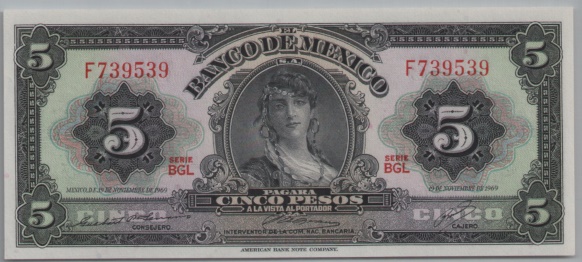 5 EL 5
BANCO DE MEXICO
S.A.
F739539 F739539
5 5
SERIE BGL SERIE BGL
MEXICO, D.F. 19 DE NOVIEMBRE DE 1969 19 DE NOVIEMBRE DE 1969
PAGARA
CINCO PESOS
A LA VISTA AL PORTADOR
5 CINCO 5
CONSEJERO INTERVENTOR DE LA COM. NAC. BANCARIA. CAJERO
AMERICAN BANK NOTE COMPANY.